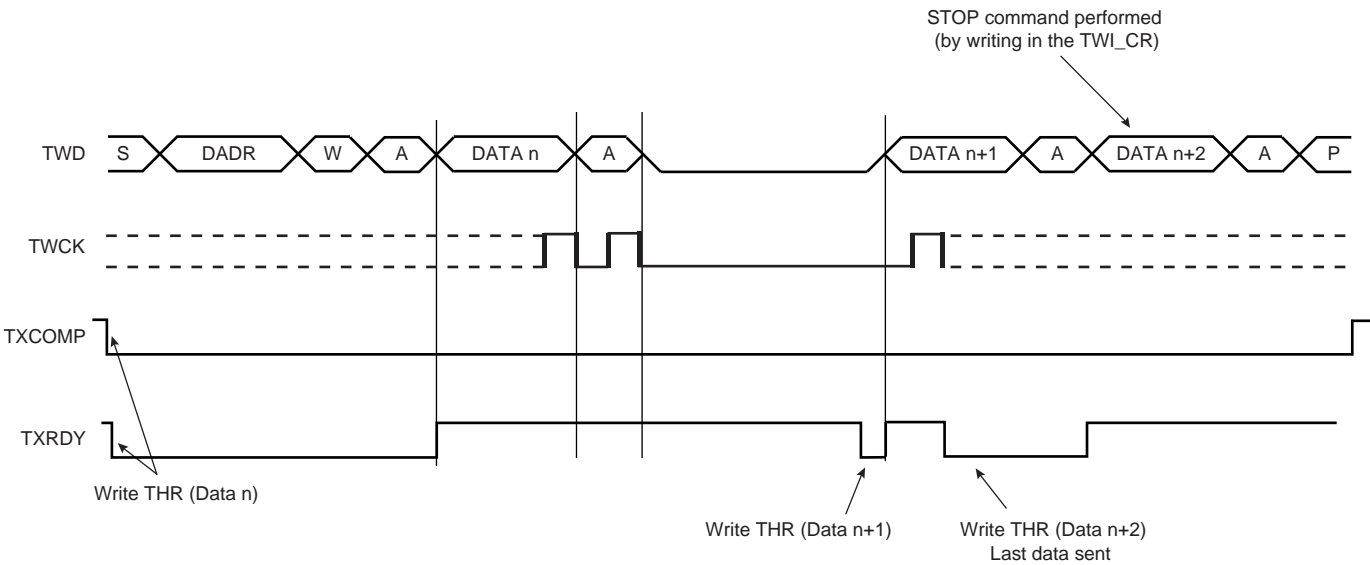 STOP command performed
(by writing in the TWI_CR)
TWD S DADR W A DATA n A DATA n+1 A DATA n+2 A P
TWCK
TXCOMP
TXRDY
Write THR (Data n)
Write THR (Data n+1)
Write THR (Data n+2)
Last data sent